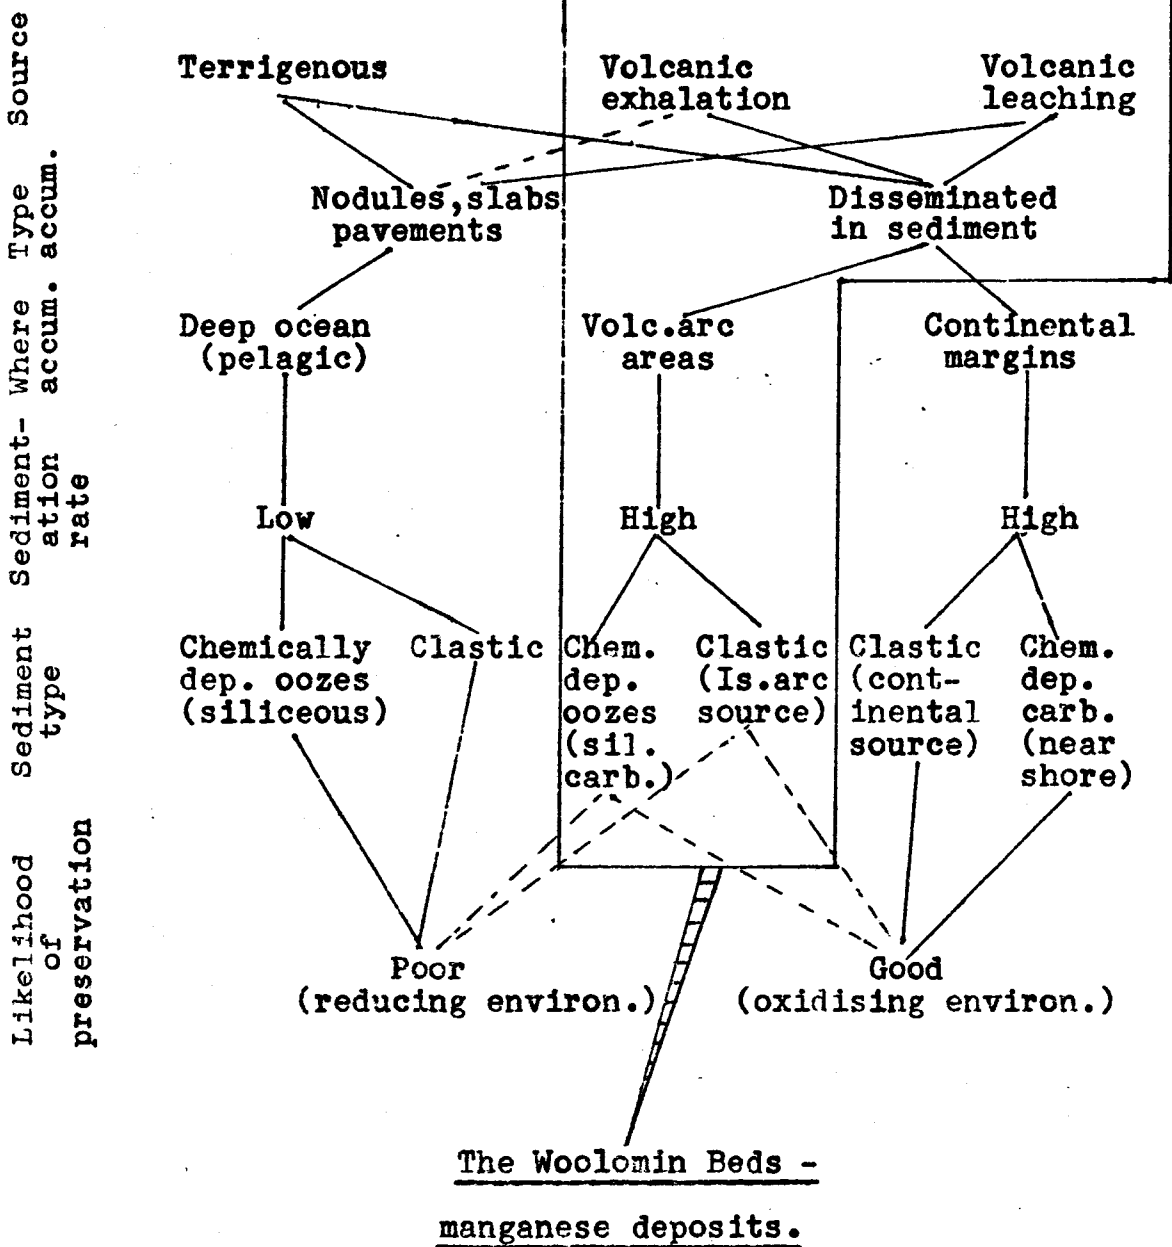 Source
Terrigenous
Volcanic
exhalation
Volcanic
leaching
Type
accum.
Nodules,slabs
pavements
Disseminated
in sediment
Where
accum.
Deep ocean
(pelagic)
Volc.arc
areas
Continental
margins
Sediment-
ation
rate
Low
High
High
Sediment
type
Chemically
dep. oozes
(siliceous)
Clastic
Chem.
dep.
oozes
(sil.
carb.)
Clastic
(Is.arc
source)
Clastic
(cont-
inental
source)
Chem.
dep.
carb.
(near
shore)
Likelihood
of
preservation
Poor
(reducing environ.)
Good
(oxidising environ.)
The Woolomin Beds -
manganese deposits.